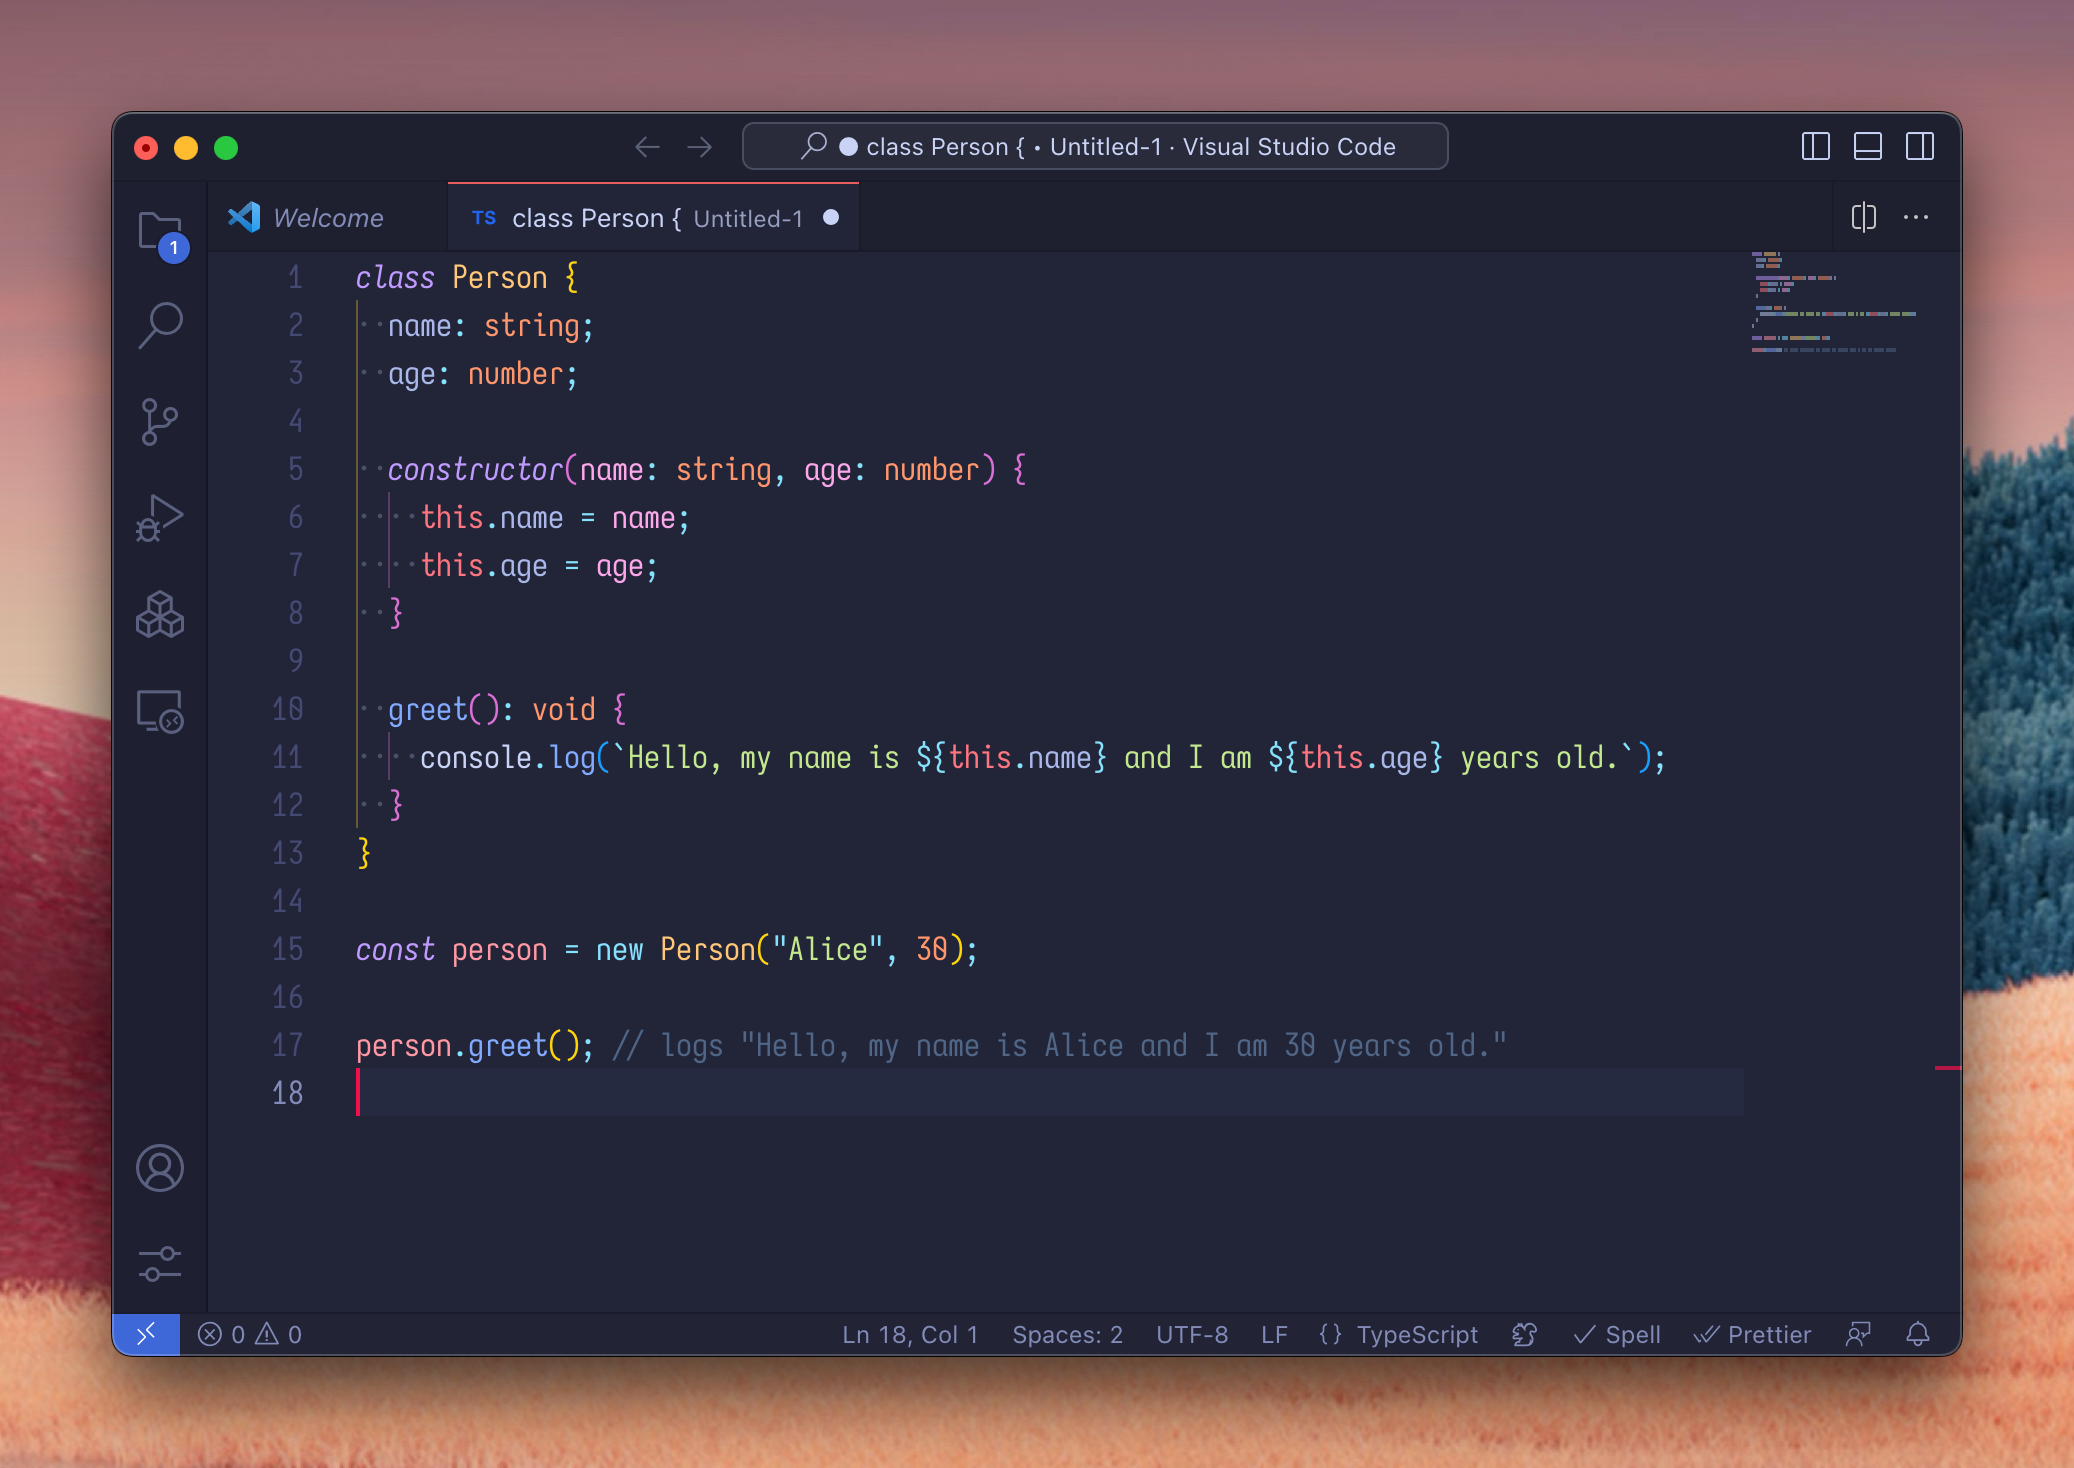 class Person { • Untitled-1 · Visual Studio Code
Welcome
TS class Person { Untitled-1
1
1 class Person {
2   name: string;
3   age: number;
4
5   constructor(name: string, age: number) {
6     this.name = name;
7     this.age = age;
8   }
9
10   greet(): void {
11     console.log(`Hello, my name is ${this.name} and I am ${this.age} years old.`);
12   }
13 }
14
15 const person = new Person("Alice", 30);
16
17 person.greet(); // logs "Hello, my name is Alice and I am 30 years old."
18
0 0 Ln 18, Col 1 Spaces: 2 UTF-8 LF {} TypeScript Spell Prettier